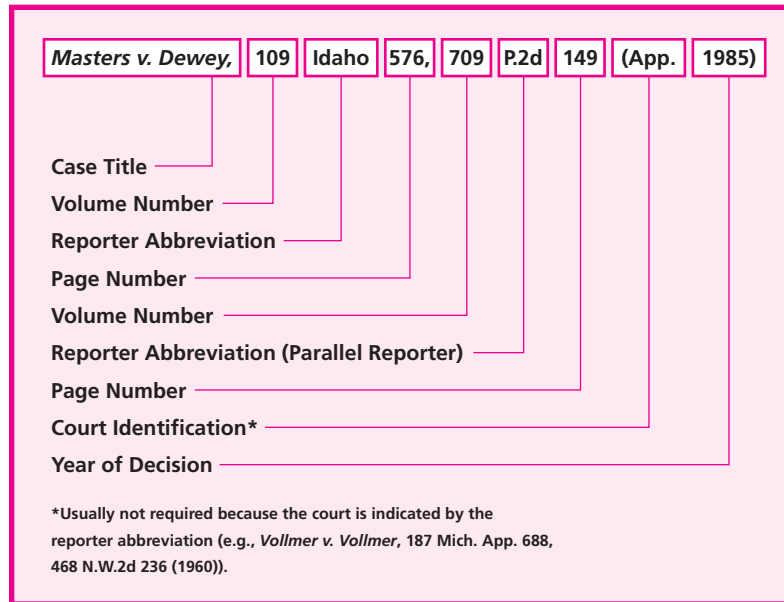 Masters v. Dewey, 109 Idaho 576, 709 P.2d 149 (App. 1985)
Case Title
Volume Number
Reporter Abbreviation
Page Number
Volume Number
Reporter Abbreviation (Parallel Reporter)
Page Number
Court Identification*
Year of Decision
*Usually not required because the court is indicated by the
reporter abbreviation (e.g., Vollmer v. Vollmer, 187 Mich. App. 688,
468 N.W.2d 236 (1960)).